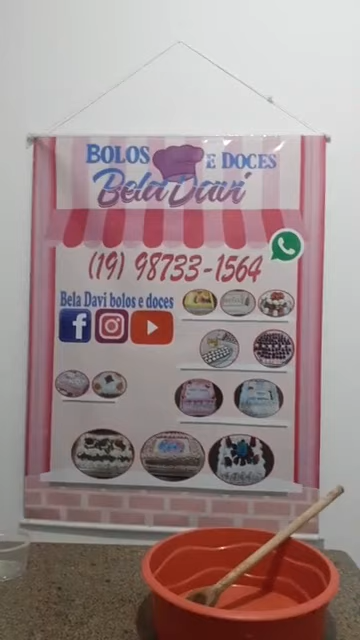 BOLOS E DOCES
Bela Davi
(19) 98733-1564
Bela Davi bolos e doces